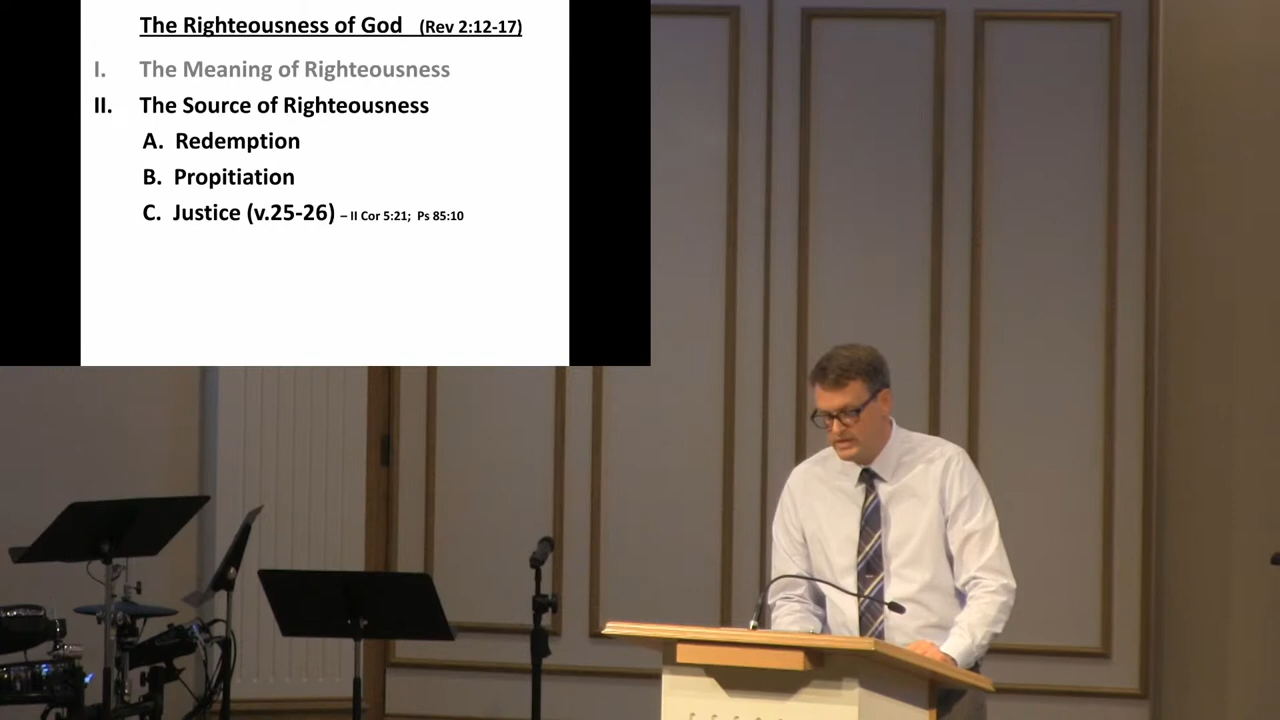 The Righteousness of God (Rev 2:12-17)
I. The Meaning of Righteousness
II. The Source of Righteousness
A. Redemption
B. Propitiation
C. Justice (v.25-26) – II Cor 5:21; Ps 85:10